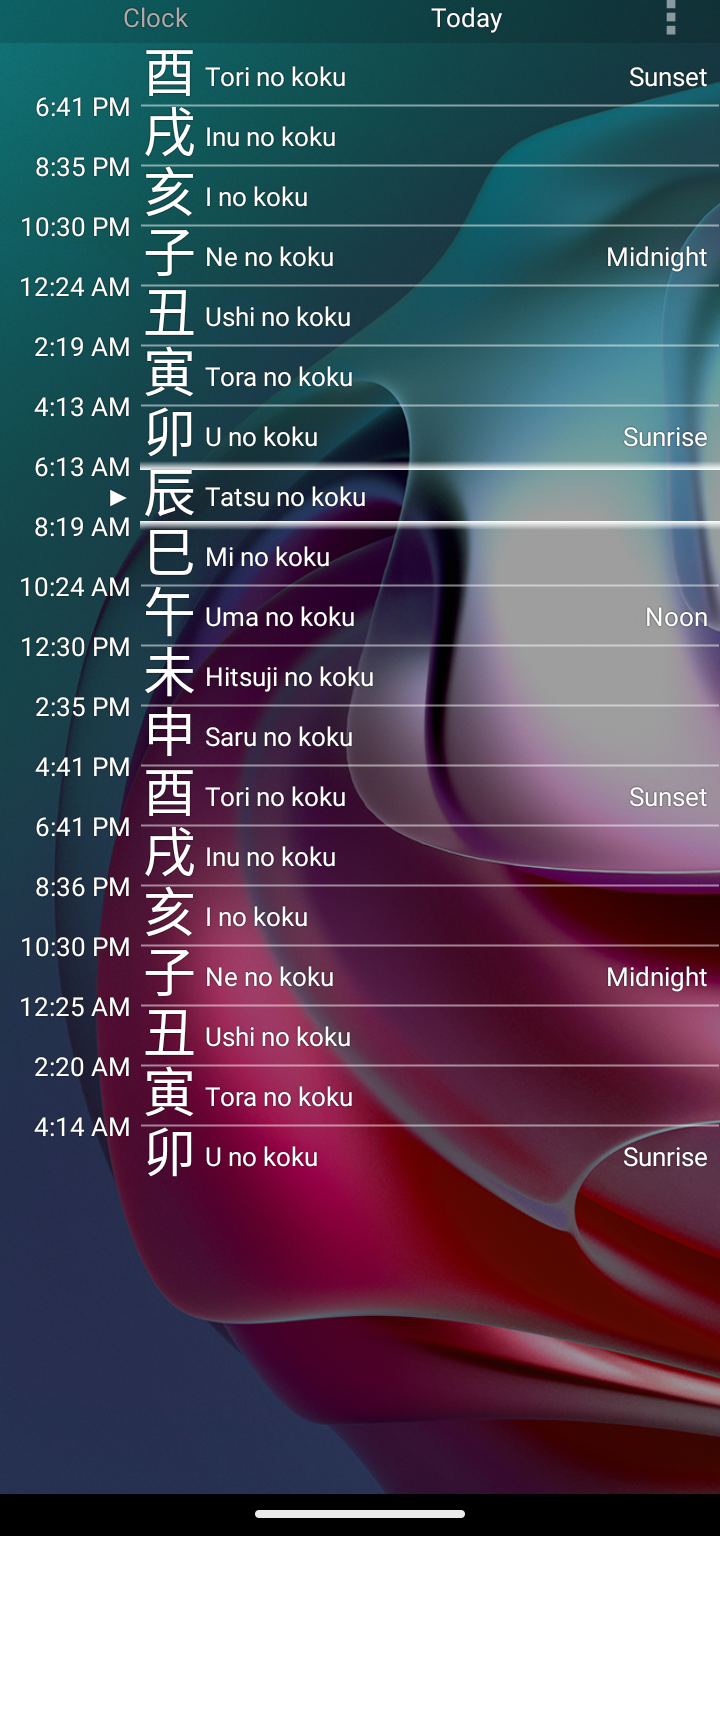 Clock Today
酉 Tori no koku Sunset
6:41 PM
戌 Inu no koku
8:35 PM
亥 I no koku
10:30 PM
子 Ne no koku Midnight
12:24 AM
丑 Ushi no koku
2:19 AM
寅 Tora no koku
4:13 AM
卯 U no koku Sunrise
6:13 AM
辰 Tatsu no koku
8:19 AM
巳 Mi no koku
10:24 AM
午 Uma no koku Noon
12:30 PM
未 Hitsuji no koku
2:35 PM
申 Saru no koku
4:41 PM
酉 Tori no koku Sunset
6:41 PM
戌 Inu no koku
8:36 PM
亥 I no koku
10:30 PM
子 Ne no koku Midnight
12:25 AM
丑 Ushi no koku
2:20 AM
寅 Tora no koku
4:14 AM
卯 U no koku Sunrise